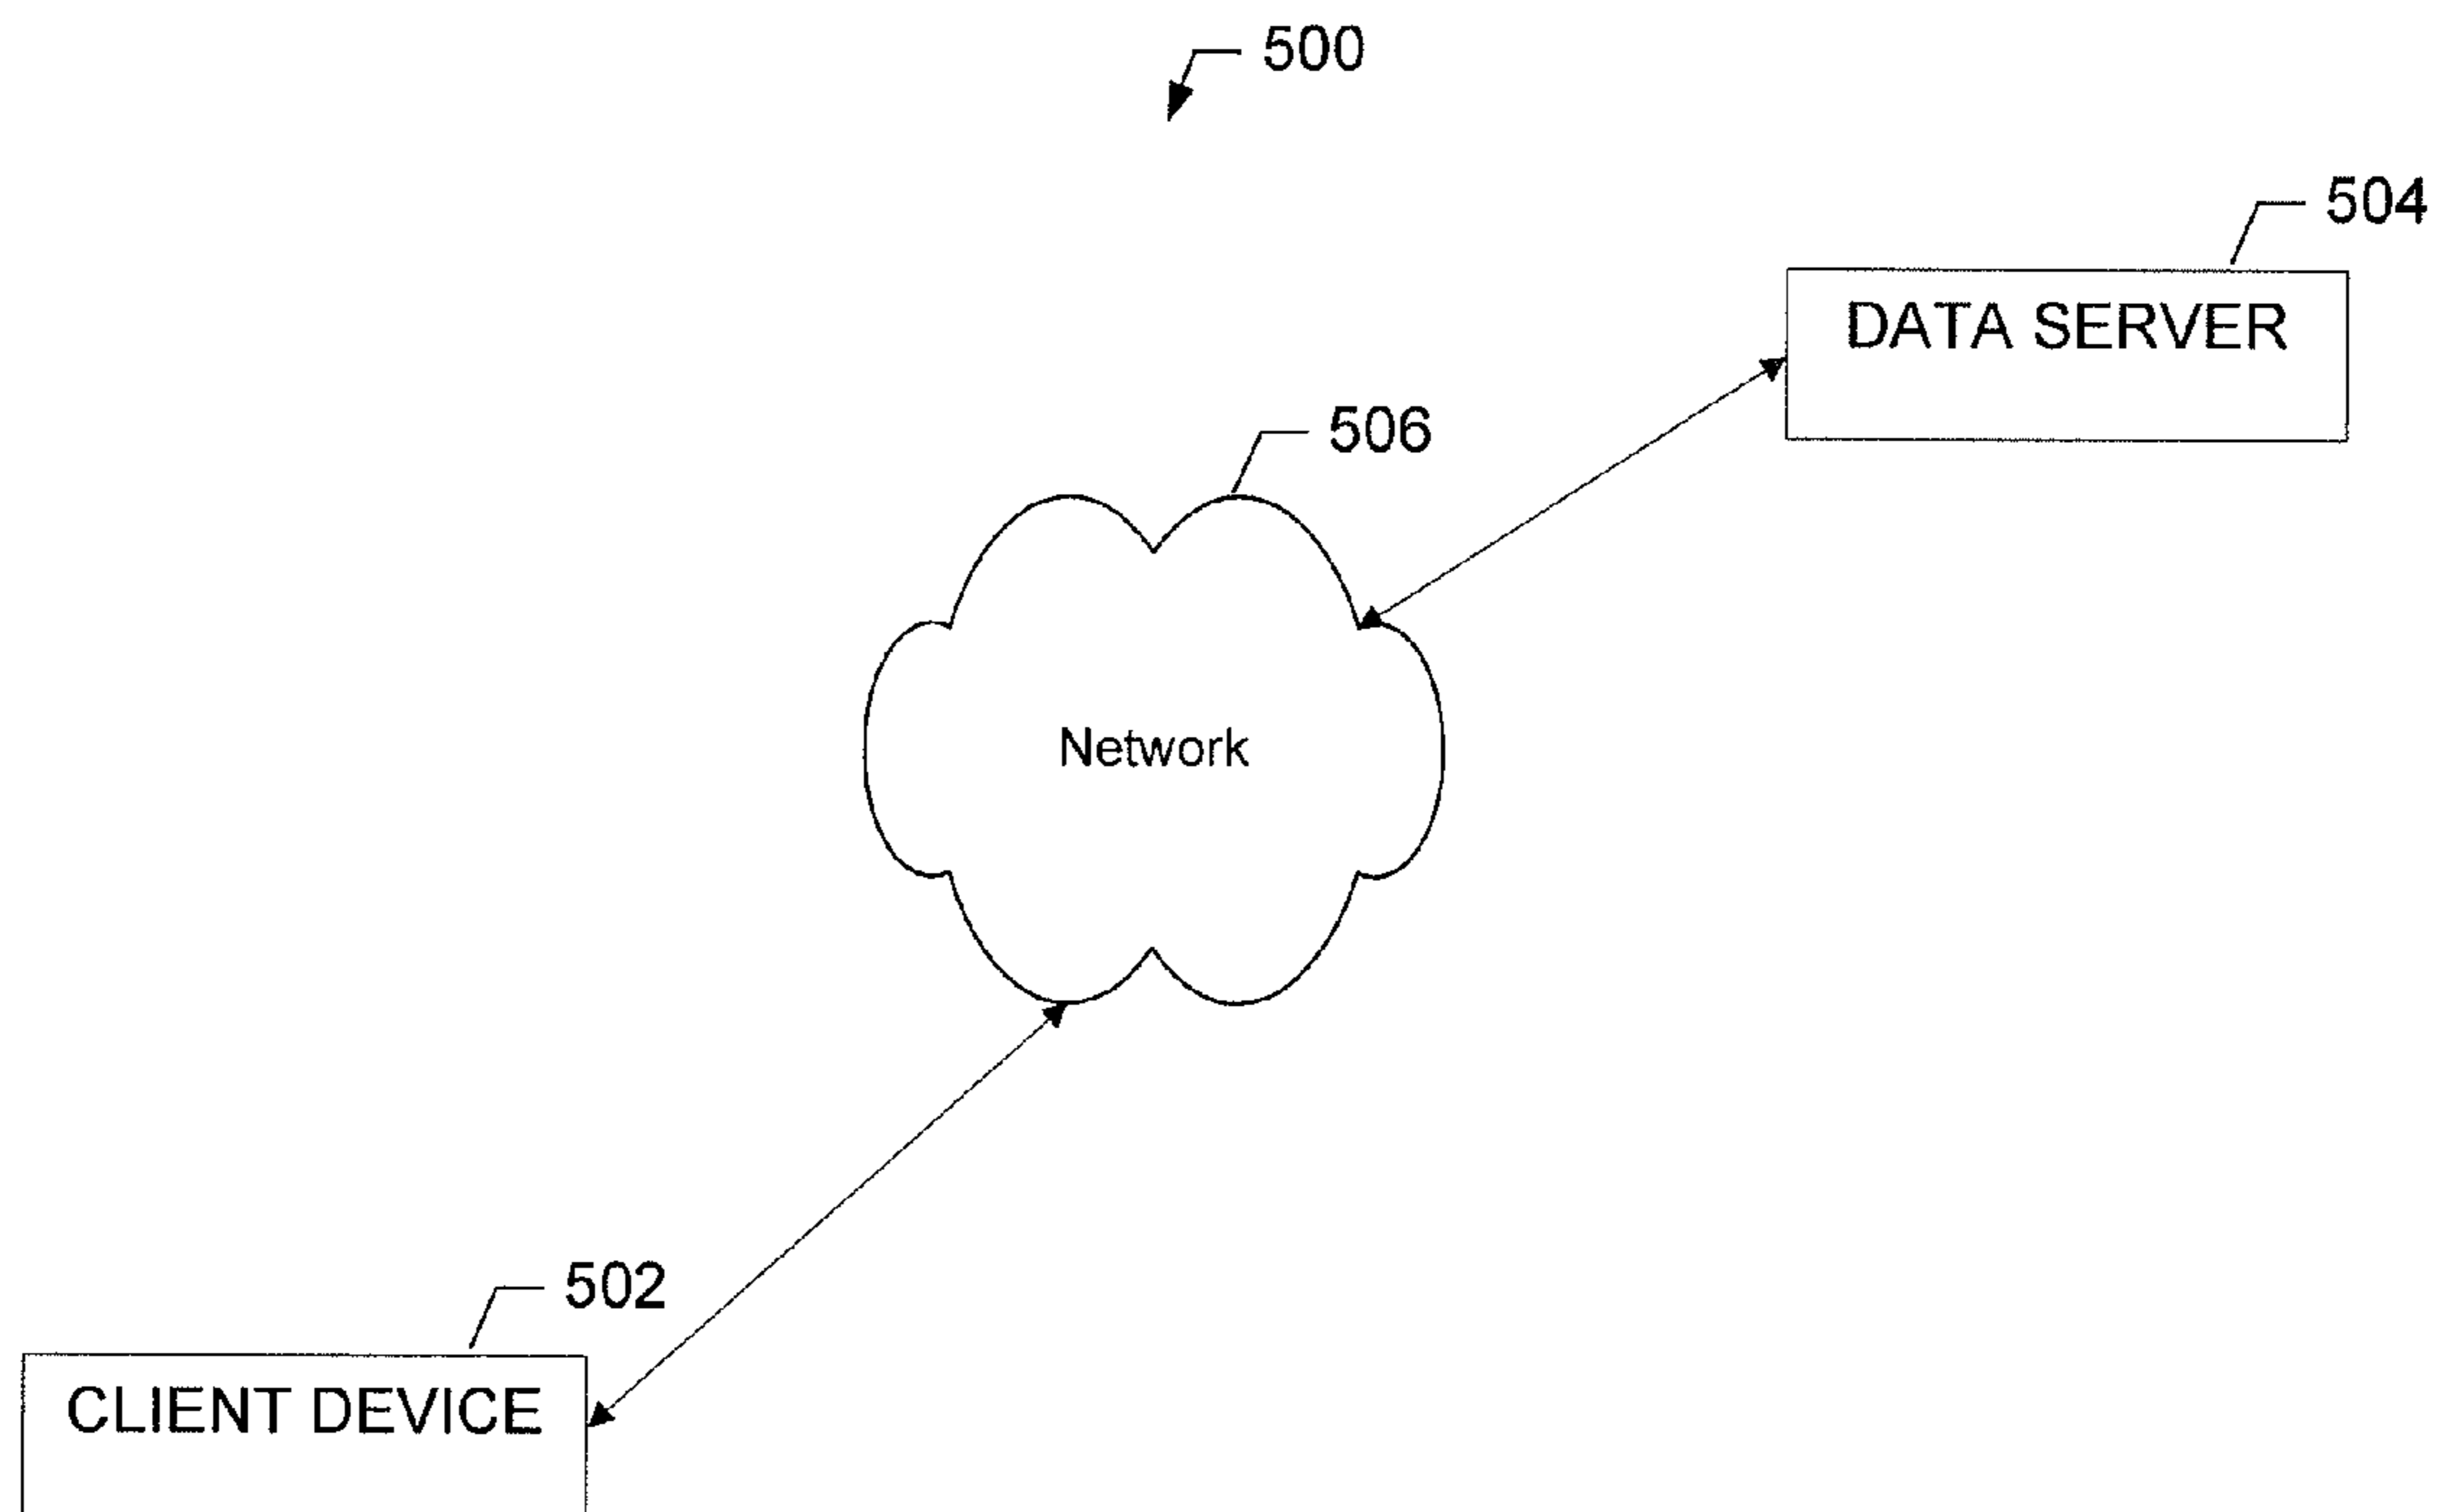 500
504
DATA SERVER
506
Network
502
CLIENT DEVICE